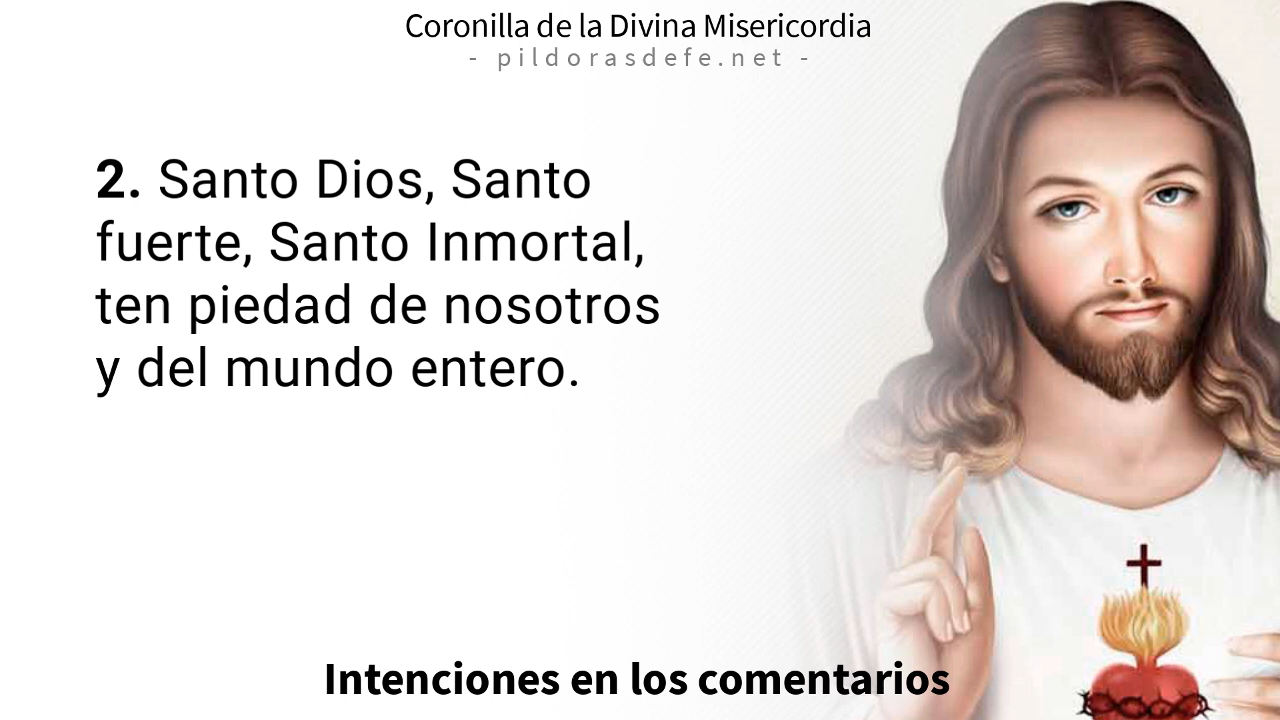 Coronilla de la Divina Misericordia
- pildorasdefe.net -
2. Santo Dios, Santo
fuerte, Santo Inmortal,
ten piedad de nosotros
y del mundo entero.
Intenciones en los comentarios